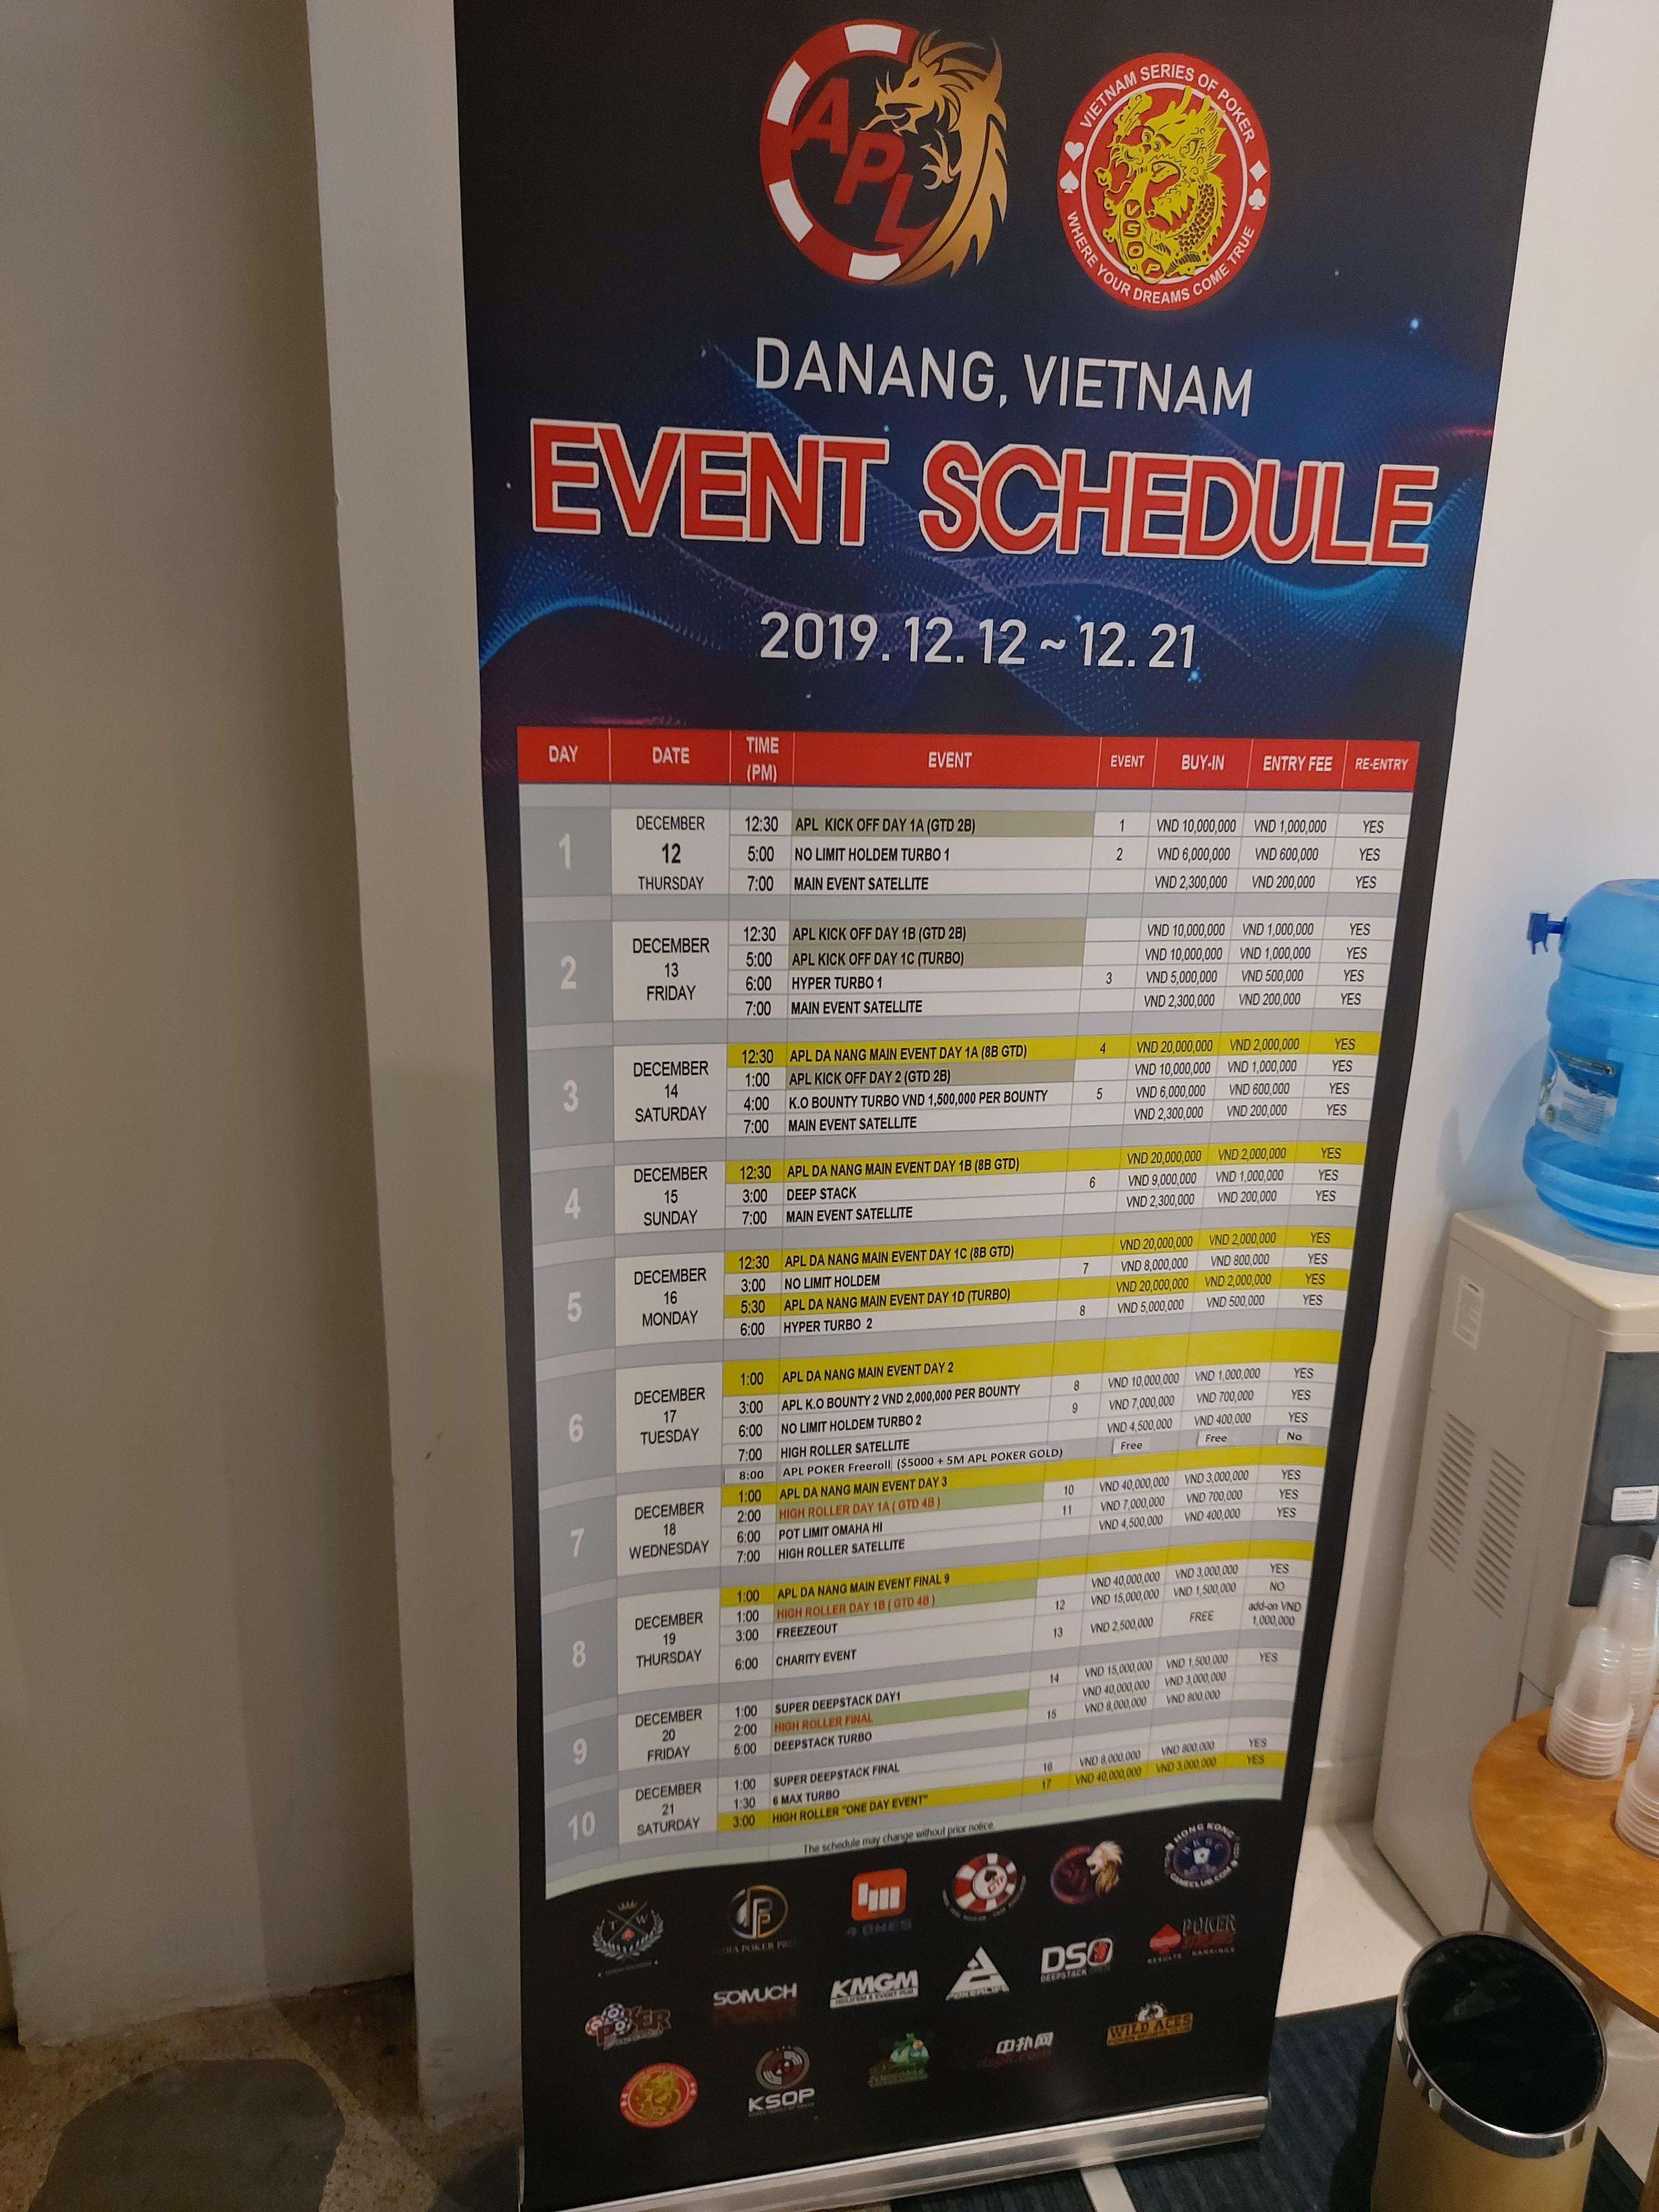 APL
VIETNAM SERIES OF POKER
VSOP
WHERE YOUR DREAMS COME TRUE
DANANG, VIETNAM
EVENT SCHEDULE
2019. 12. 12 ~ 12. 21
DAY DATE TIME (PM) EVENT EVENT BUY-IN ENTRY FEE RE-ENTRY
1 DECEMBER 12 THURSDAY
12:30 APL KICK OFF DAY 1A (GTD 2B) 1 VND 10,000,000 VND 1,000,000 YES
5:00 NO LIMIT HOLDEM TURBO 1 2 VND 6,000,000 VND 600,000 YES
7:00 MAIN EVENT SATELLITE VND 2,300,000 VND 200,000 YES
2 DECEMBER 13 FRIDAY
12:30 APL KICK OFF DAY 1B (GTD 2B) VND 10,000,000 VND 1,000,000 YES
5:00 APL KICK OFF DAY 1C (TURBO) VND 10,000,000 VND 1,000,000 YES
6:00 HYPER TURBO 1 3 VND 5,000,000 VND 500,000 YES
7:00 MAIN EVENT SATELLITE VND 2,300,000 VND 200,000 YES
3 DECEMBER 14 SATURDAY
12:30 APL DA NANG MAIN EVENT DAY 1A (8B GTD) 4 VND 20,000,000 VND 2,000,000 YES
1:00 APL KICK OFF DAY 2 (GTD 2B) VND 10,000,000 VND 1,000,000 YES
4:00 K.O BOUNTY TURBO VND 1,500,000 PER BOUNTY 5 VND 6,000,000 VND 600,000 YES
7:00 MAIN EVENT SATELLITE VND 2,300,000 VND 200,000 YES
4 DECEMBER 15 SUNDAY
12:30 APL DA NANG MAIN EVENT DAY 1B (8B GTD) VND 20,000,000 VND 2,000,000 YES
3:00 DEEP STACK 6 VND 9,000,000 VND 1,000,000 YES
7:00 MAIN EVENT SATELLITE VND 2,300,000 VND 200,000 YES
5 DECEMBER 16 MONDAY
12:30 APL DA NANG MAIN EVENT DAY 1C (8B GTD) VND 20,000,000 VND 2,000,000 YES
3:00 NO LIMIT HOLDEM 7 VND 8,000,000 VND 800,000 YES
5:30 APL DA NANG MAIN EVENT DAY 1D (TURBO) VND 20,000,000 VND 2,000,000 YES
6:00 HYPER TURBO 2 8 VND 5,000,000 VND 500,000 YES
6 DECEMBER 17 TUESDAY
1:00 APL DA NANG MAIN EVENT DAY 2
3:00 APL K.O BOUNTY 2 VND 2,000,000 PER BOUNTY 8 VND 10,000,000 VND 1,000,000 YES
6:00 NO LIMIT HOLDEM TURBO 2 9 VND 7,000,000 VND 700,000 YES
7:00 HIGH ROLLER SATELLITE VND 4,500,000 VND 400,000 YES
8:00 APL POKER Freeroll ($5000 + 5M APL POKER GOLD) Free Free No
7 DECEMBER 18 WEDNESDAY
1:00 APL DA NANG MAIN EVENT DAY 3
2:00 HIGH ROLLER DAY 1A ( GTD 4B ) 10 VND 40,000,000 VND 3,000,000 YES
6:00 POT LIMIT OMAHA HI 11 VND 7,000,000 VND 700,000 YES
7:00 HIGH ROLLER SATELLITE VND 4,500,000 VND 400,000 YES
8 DECEMBER 19 THURSDAY
1:00 APL DA NANG MAIN EVENT FINAL 9
1:00 HIGH ROLLER DAY 1B ( GTD 4B ) VND 40,000,000 VND 3,000,000 YES
3:00 FREEZEOUT 12 VND 15,000,000 VND 1,500,000 NO
6:00 CHARITY EVENT 13 VND 2,500,000 FREE add-on VND 1,000,000
9 DECEMBER 20 FRIDAY
1:00 SUPER DEEPSTACK DAY1 14 VND 15,000,000 VND 1,500,000 YES
2:00 HIGH ROLLER FINAL VND 40,000,000 VND 3,000,000
5:00 DEEPSTACK TURBO 15 VND 8,000,000 VND 800,000
10 DECEMBER 21 SATURDAY
1:00 SUPER DEEPSTACK FINAL
1:30 6 MAX TURBO 16 VND 8,000,000 VND 800,000 YES
3:00 HIGH ROLLER "ONE DAY EVENT" 17 VND 40,000,000 VND 3,000,000 YES
The schedule may change without prior notice.
HONG KONG
GAMECLUB.COM
T W
4 ONES
SOMUCH
POKER
KMGM
HOLD'EM & EVENT PUB
DSO
DEEPSTACK
POKER
RESULTS RANKINGS
POKER
KSOP
中扑网
WILD ACES